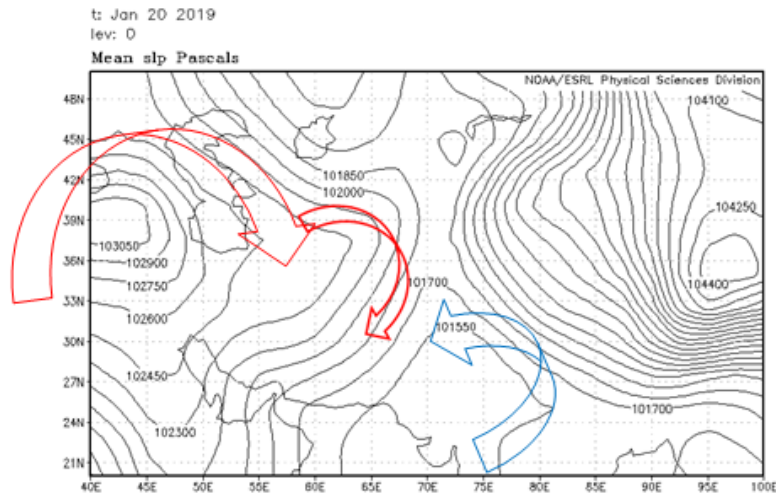 t: Jan 20 2019
lev: 0
Mean slp Pascals
NOAA/ESRL Physical Sciences Division
48N
104100
45N
101850
42N
102000
39N
104250
103050
36N
102900
104400
102750
101700
33N
102600
101550
30N
102450
27N
101700
24N
102300
21N
40E 45E 50E 55E 60E 65E 70E 75E 80E 85E 90E 95E 100E